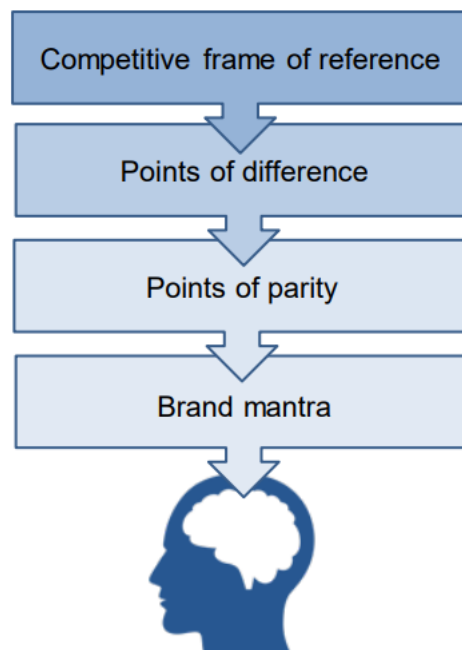 Competitive frame of reference
Points of difference
Points of parity
Brand mantra